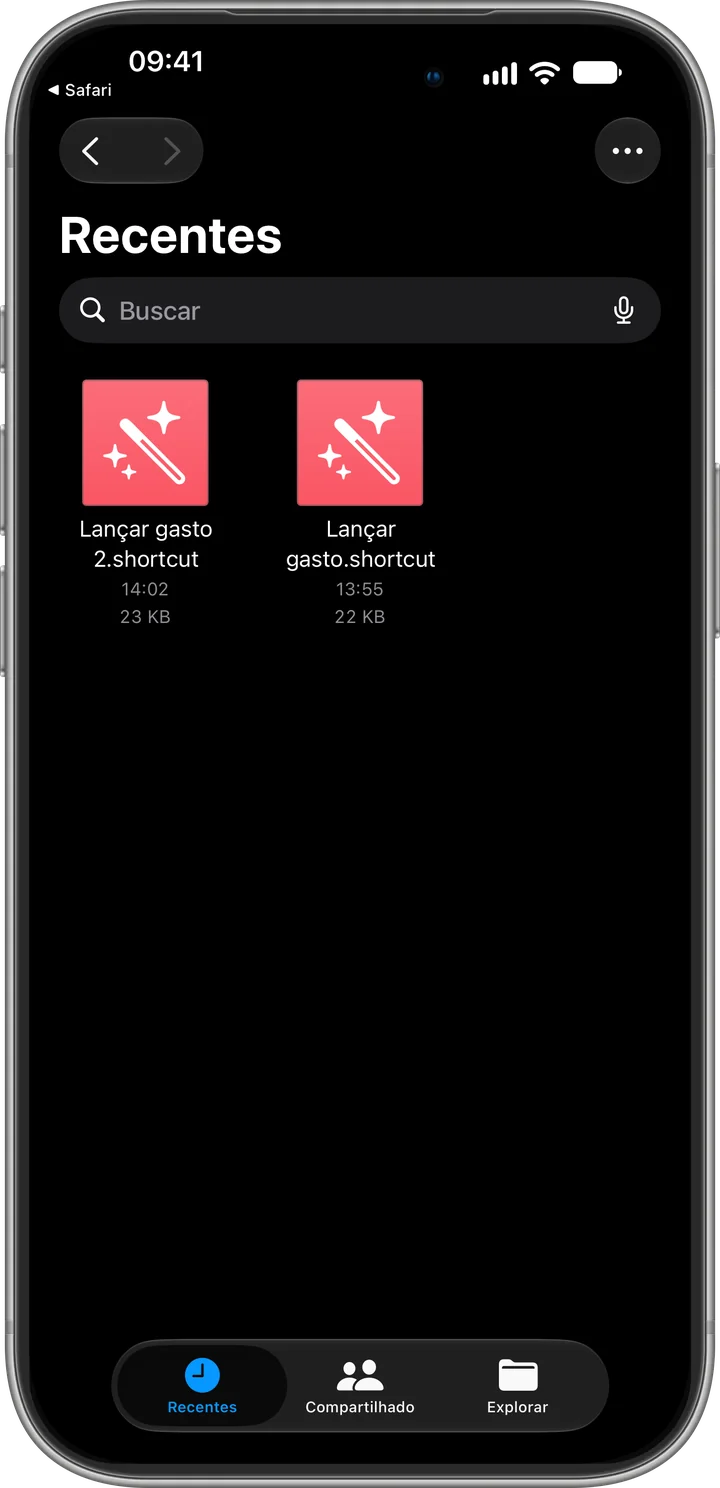 09:41
Safari
Recentes
Buscar
Lançar gasto
2.shortcut
14:02
23 KB
Lançar
gasto.shortcut
13:55
22 KB
Recentes
Compartilhado
Explorar